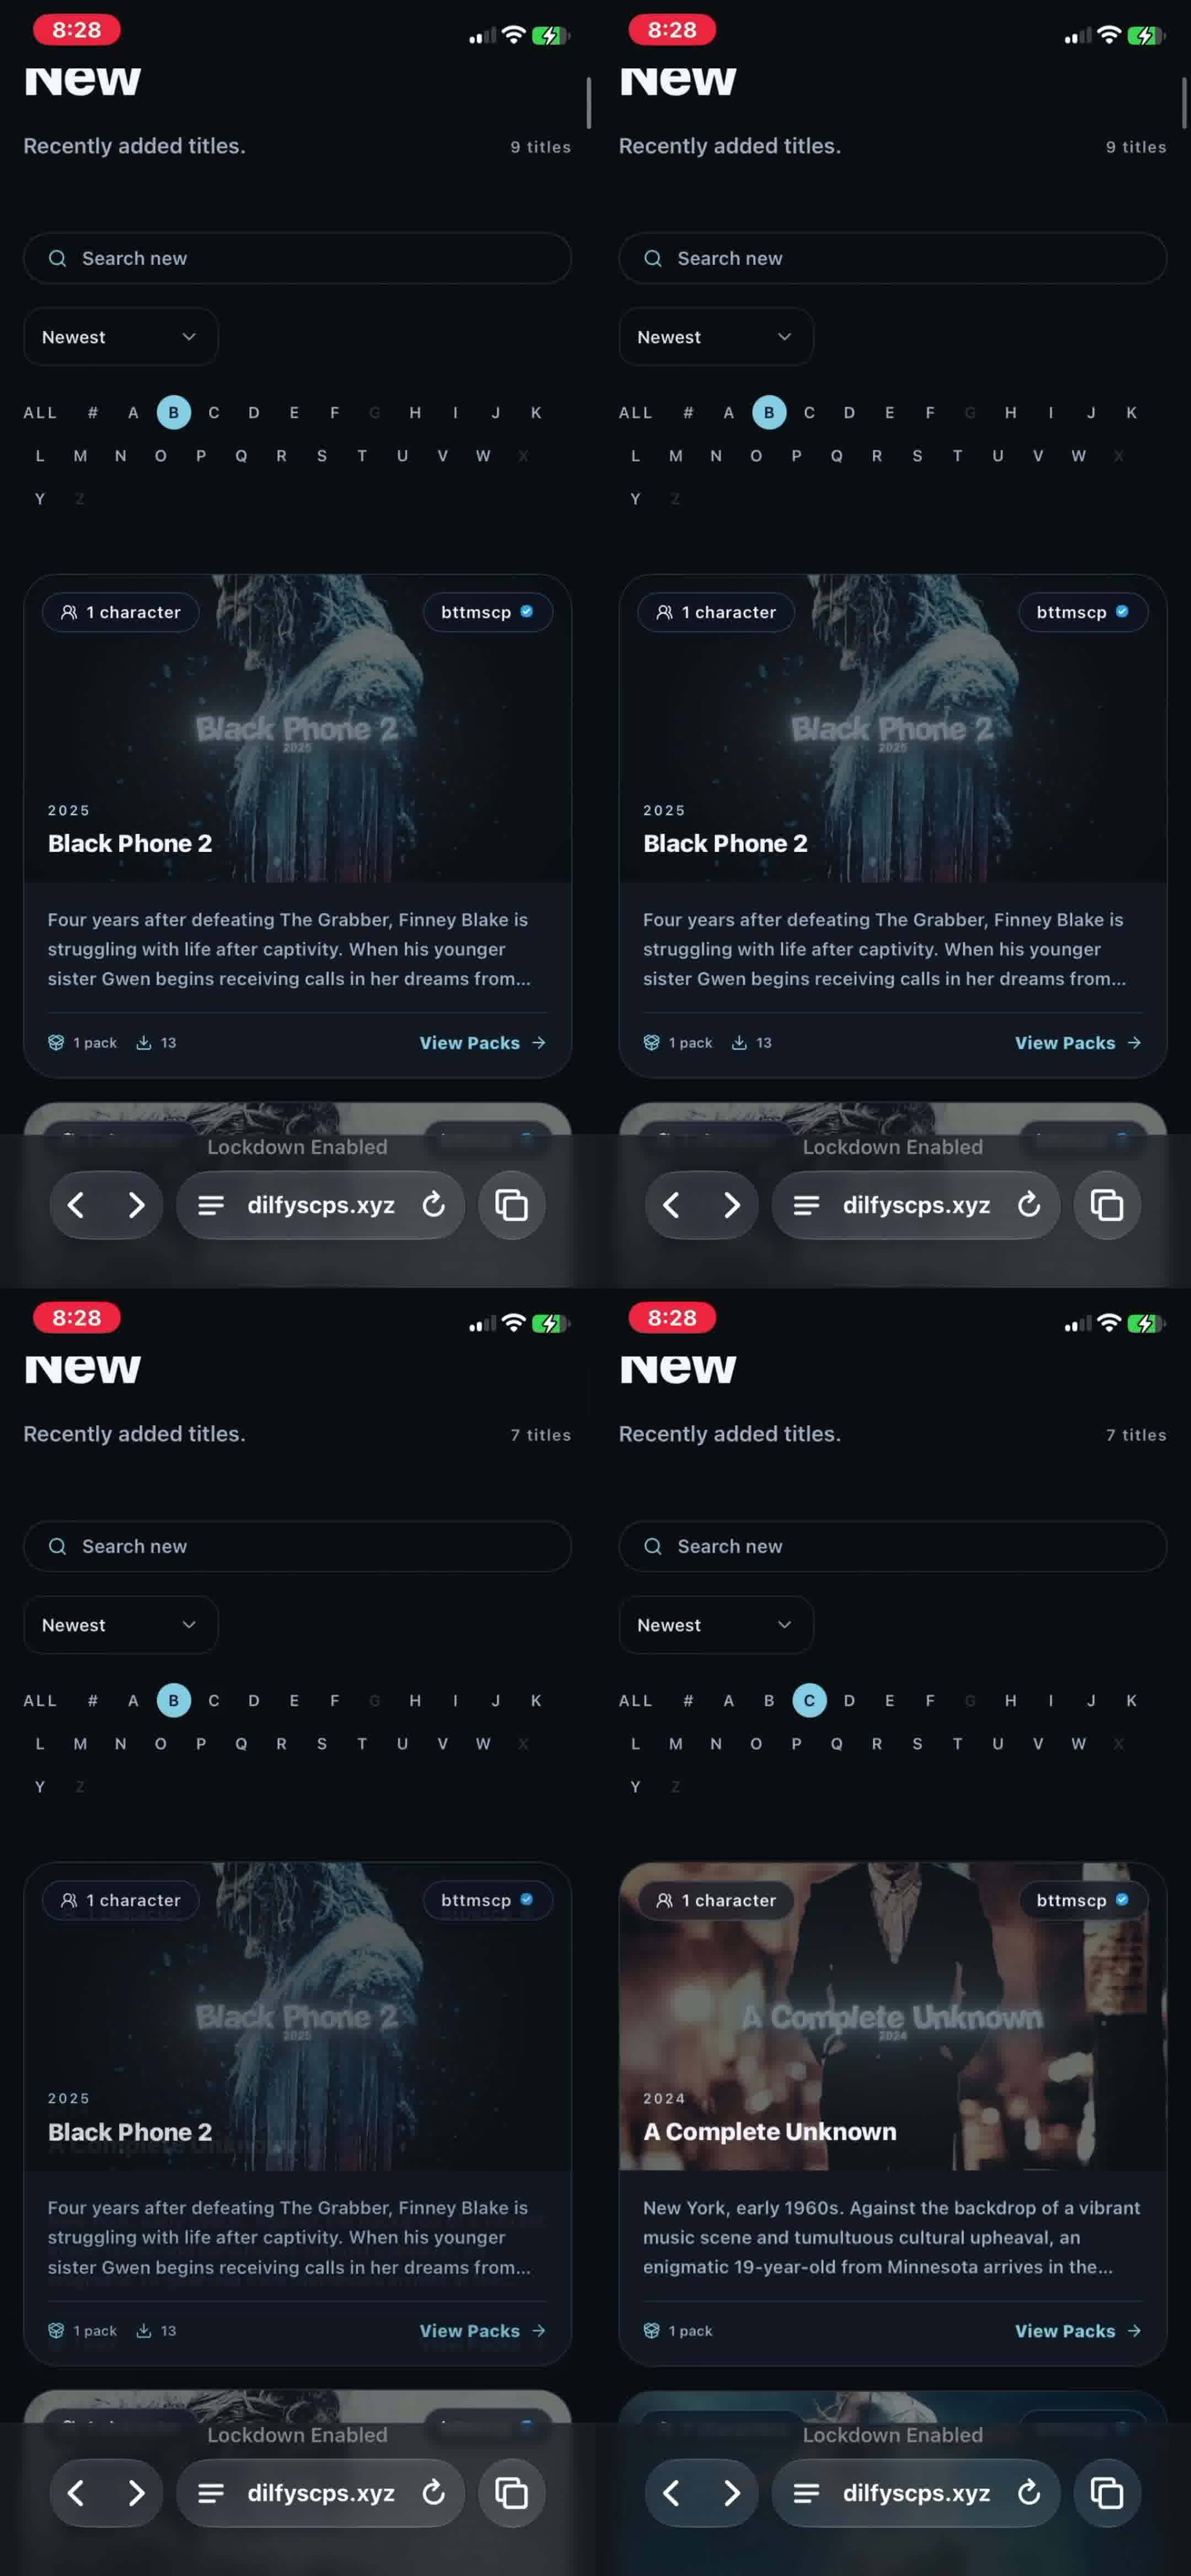 8:28
New
Recently added titles. 9 titles
Search new
Newest
ALL # A B C D E F G H I J K
L M N O P Q R S T U V W X
Y Z
1 character bttmscp
Black Phone 2
2025
2025
Black Phone 2
Four years after defeating The Grabber, Finney Blake is
struggling with life after captivity. When his younger
sister Gwen begins receiving calls in her dreams from...
1 pack 13 View Packs
Lockdown Enabled
dilfyscps.xyz
8:28
New
Recently added titles. 9 titles
Search new
Newest
ALL # A B C D E F G H I J K
L M N O P Q R S T U V W X
Y Z
1 character bttmscp
Black Phone 2
2025
2025
Black Phone 2
Four years after defeating The Grabber, Finney Blake is
struggling with life after captivity. When his younger
sister Gwen begins receiving calls in her dreams from...
1 pack 13 View Packs
Lockdown Enabled
dilfyscps.xyz
8:28
New
Recently added titles. 7 titles
Search new
Newest
ALL # A B C D E F G H I J K
L M N O P Q R S T U V W X
Y Z
1 character bttmscp
Black Phone 2
2025
2025
Black Phone 2
A Complete Unknown
Four years after defeating The Grabber, Finney Blake is
struggling with life after captivity. When his younger
sister Gwen begins receiving calls in her dreams from...
1 pack 13 View Packs
Lockdown Enabled
dilfyscps.xyz
8:28
New
Recently added titles. 7 titles
Search new
Newest
ALL # A B C D E F G H I J K
L M N O P Q R S T U V W X
Y Z
1 character bttmscp
A Complete Unknown
2024
2024
A Complete Unknown
New York, early 1960s. Against the backdrop of a vibrant
music scene and tumultuous cultural upheaval, an
enigmatic 19-year-old from Minnesota arrives in the...
1 pack View Packs
Lockdown Enabled
dilfyscps.xyz